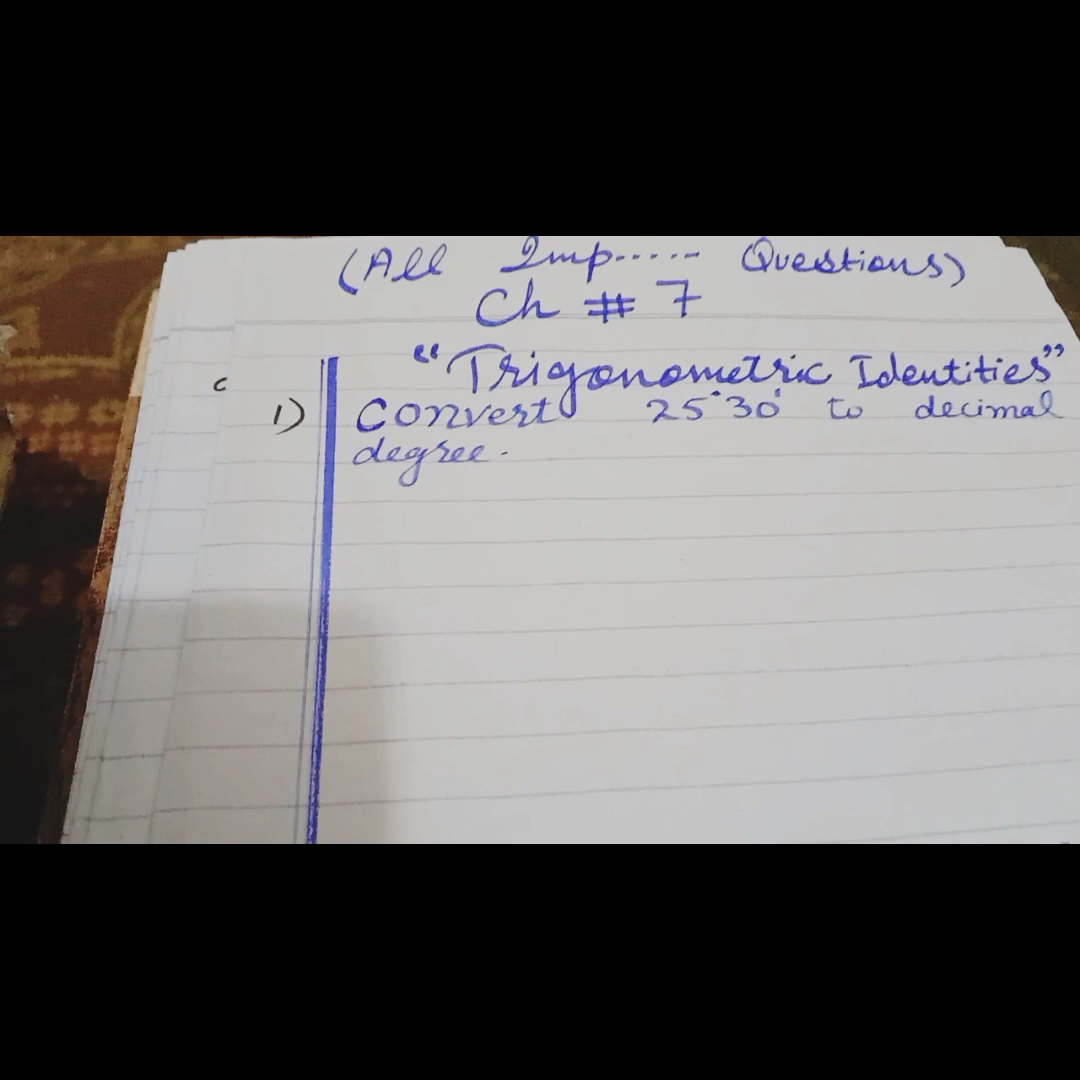 (All Imp...... Questions)
Ch # 7
“Trigonometric Identities”
c
1) Convert 25°30' to decimal
degree.